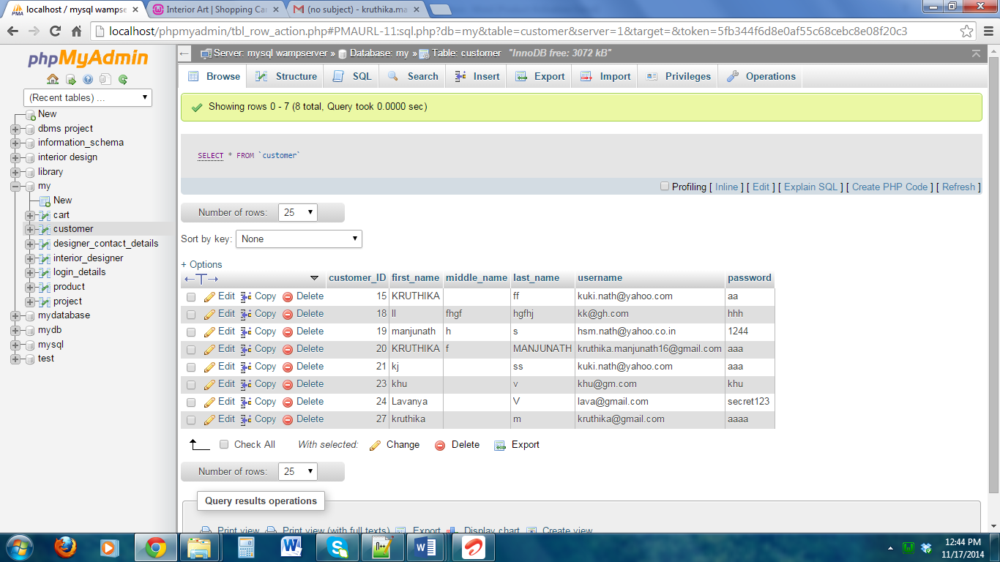 localhost / mysql wampse
Interior Art | Shopping Ca
(no subject) - kruthika.ma
localhost/phpmyadmin/tbl_row_action.php#PMAURL-11:sql.php?db=my&table=customer&server=1&target=&token=5fb344f6d8e0af55c68cebc8e08f20c3
phpMyAdmin
(Recent tables) ...
New
dbms project
information_schema
interior design
library
my
New
cart
customer
designer_contact_details
interior_designer
login_details
product
project
mydatabase
mydb
mysql
test
Server: mysql wampserver » Database: my » Table: customer "InnoDB free: 3072 kB"
Browse Structure SQL Search Insert Export Import Privileges Operations
Showing rows 0 - 7 (8 total, Query took 0.0000 sec)
SELECT * FROM `customer`
Profiling [ Inline ] [ Edit ] [ Explain SQL ] [ Create PHP Code ] [ Refresh ]
Number of rows: 25
Sort by key: None
+ Options
customer_ID first_name middle_name last_name username password
Edit Copy Delete 15 KRUTHIKA ff kuki.nath@yahoo.com aa
Edit Copy Delete 18 ll fhgf hgfhj kk@gh.com hhh
Edit Copy Delete 19 manjunath h s hsm.nath@yahoo.co.in 1244
Edit Copy Delete 20 KRUTHIKA f MANJUNATH kruthika.manjunath16@gmail.com aaa
Edit Copy Delete 21 kj ss kuki.nath@yahoo.com aaa
Edit Copy Delete 23 khu v khu@gm.com khu
Edit Copy Delete 24 Lavanya V lava@gmail.com secret123
Edit Copy Delete 27 kruthika m kruthika@gmail.com aaaa
Check All With selected: Change Delete Export
Number of rows: 25
Query results operations
Print view Print view (with full texts) Export Display chart Create view
12:44 PM
11/17/2014